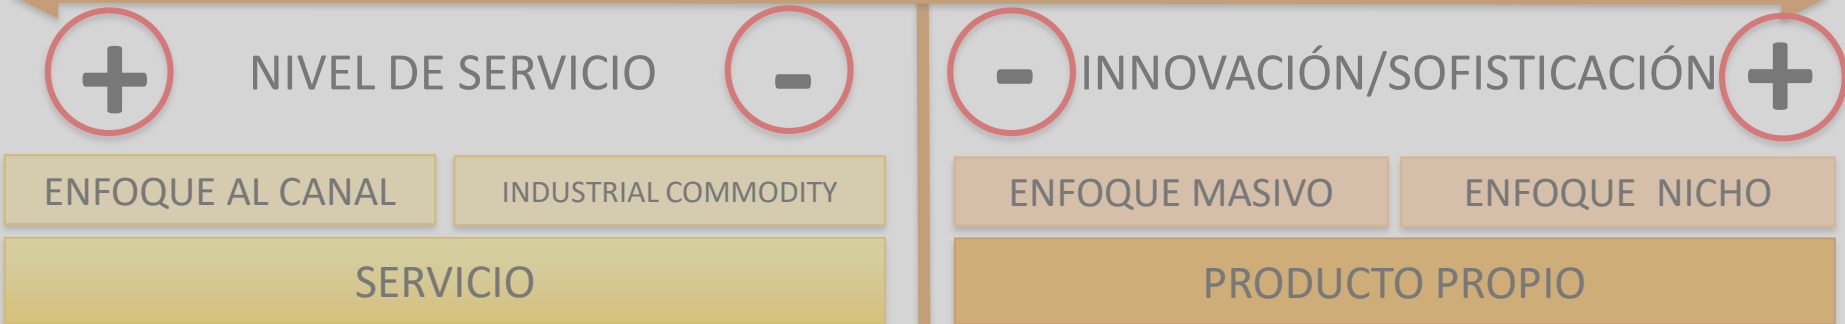 + NIVEL DE SERVICIO -
- INNOVACIÓN/SOFISTICACIÓN +
ENFOQUE AL CANAL
INDUSTRIAL COMMODITY
ENFOQUE MASIVO
ENFOQUE NICHO
SERVICIO
PRODUCTO PROPIO